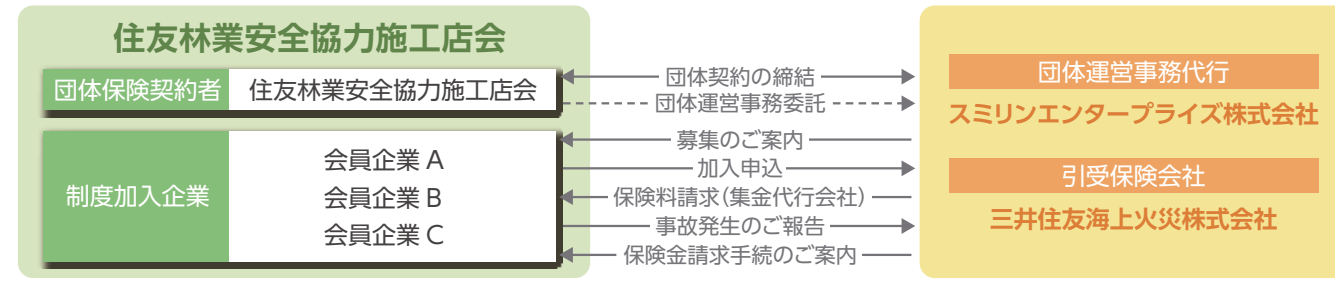 住友林業安全協力施工店会
団体保険契約者
住友林業安全協力施工店会
制度加入企業
会員企業 A
会員企業 B
会員企業 C
団体契約の締結
団体運営事務委託
募集のご案内
加入申込
保険料請求（集金代行会社）
事故発生のご報告
保険金請求手続のご案内
団体運営事務代行
スミリンエンタープライズ株式会社
引受保険会社
三井住友海上火災株式会社